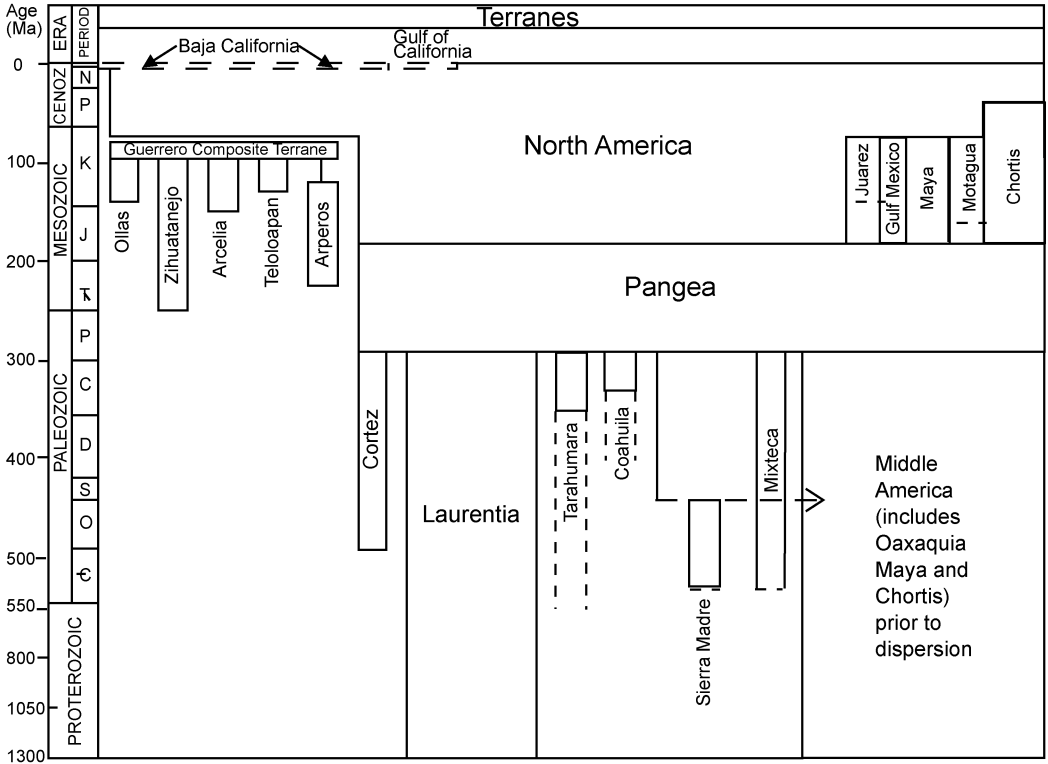 Age
(Ma)
ERA
PERIOD
Terranes
Baja California
Gulf of
California
0
CENOZ
N
P
North America
Guerrero Composite Terrane
100
MESOZOIC
K
Ollas
Zihuatanejo
Arcelia
Teloloapan
Arperos
Juarez
Gulf Mexico
Maya
Motagua
Chortis
J
200
Pangea
300
PALEOZOIC
P
C
D
400
S
O
500
Cortez
Laurentia
Tarahumara
Coahuila
Sierra Madre
Mixteca
Middle
America
(includes
Oaxaquia
Maya and
Chortis)
prior to
dispersion
Ꞓ
550
PROTEROZOIC
800
1050
1300